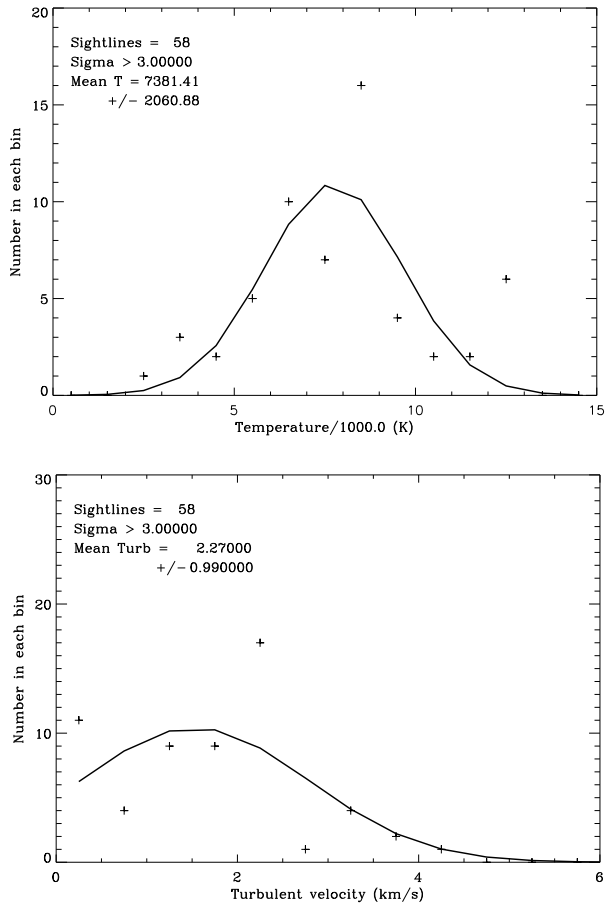 20
Sightlines = 58
Sigma > 3.00000
Mean T = 7381.41
+/- 2060.88
15
10
5
0
Number in each bin
0 5 10 15
Temperature/1000.0 (K)
30
Sightlines = 58
Sigma > 3.00000
Mean Turb = 2.27000
+/- 0.990000
20
10
0
Number in each bin
0 2 4 6
Turbulent velocity (km/s)